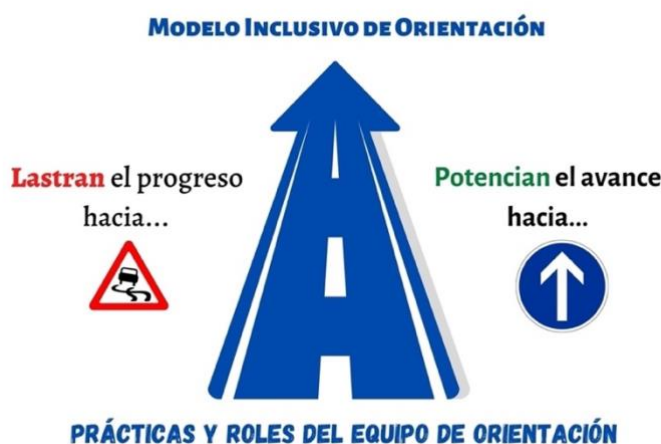 MODELO INCLUSIVO DE ORIENTACIÓN
Lastran el progreso
hacia...
Potencian el avance
hacia...
PRÁCTICAS Y ROLES DEL EQUIPO DE ORIENTACIÓN